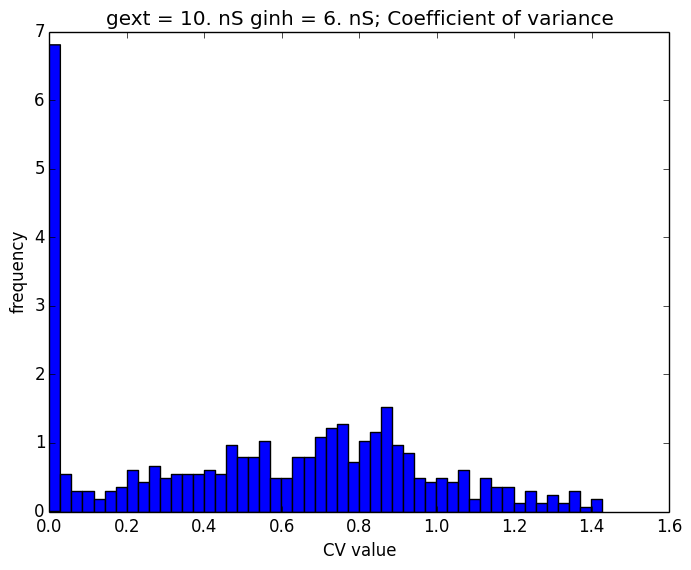 gext = 10. nS ginh = 6. nS; Coefficient of variance
7
6
5
4
3
2
1
0
frequency
0.0 0.2 0.4 0.6 0.8 1.0 1.2 1.4 1.6
CV value